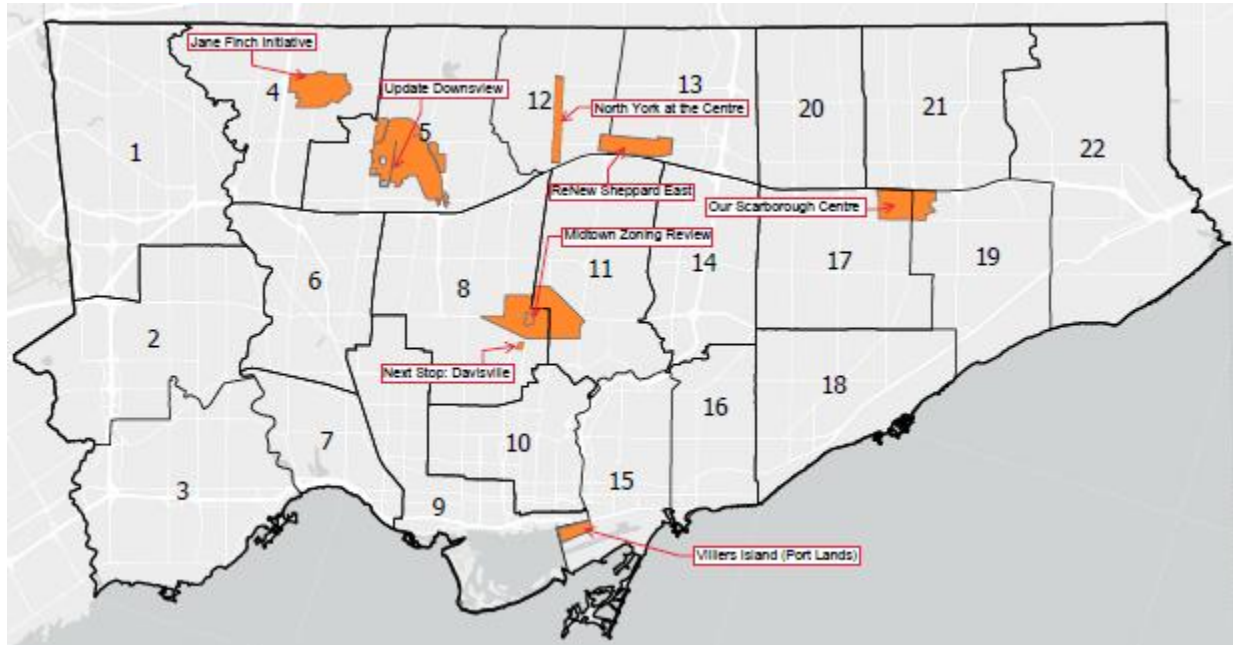 Jane Finch Initiative
4
Update Downsview
5
12
13
North York at the Centre
20
21
1
22
ReNew Sheppard East
Our Scarborough Centre
Midtown Zoning Review
6
8
11
14
17
19
2
Next Stop: Davisville
18
16
7
10
3
15
9
Villiers Island (Port Lands)